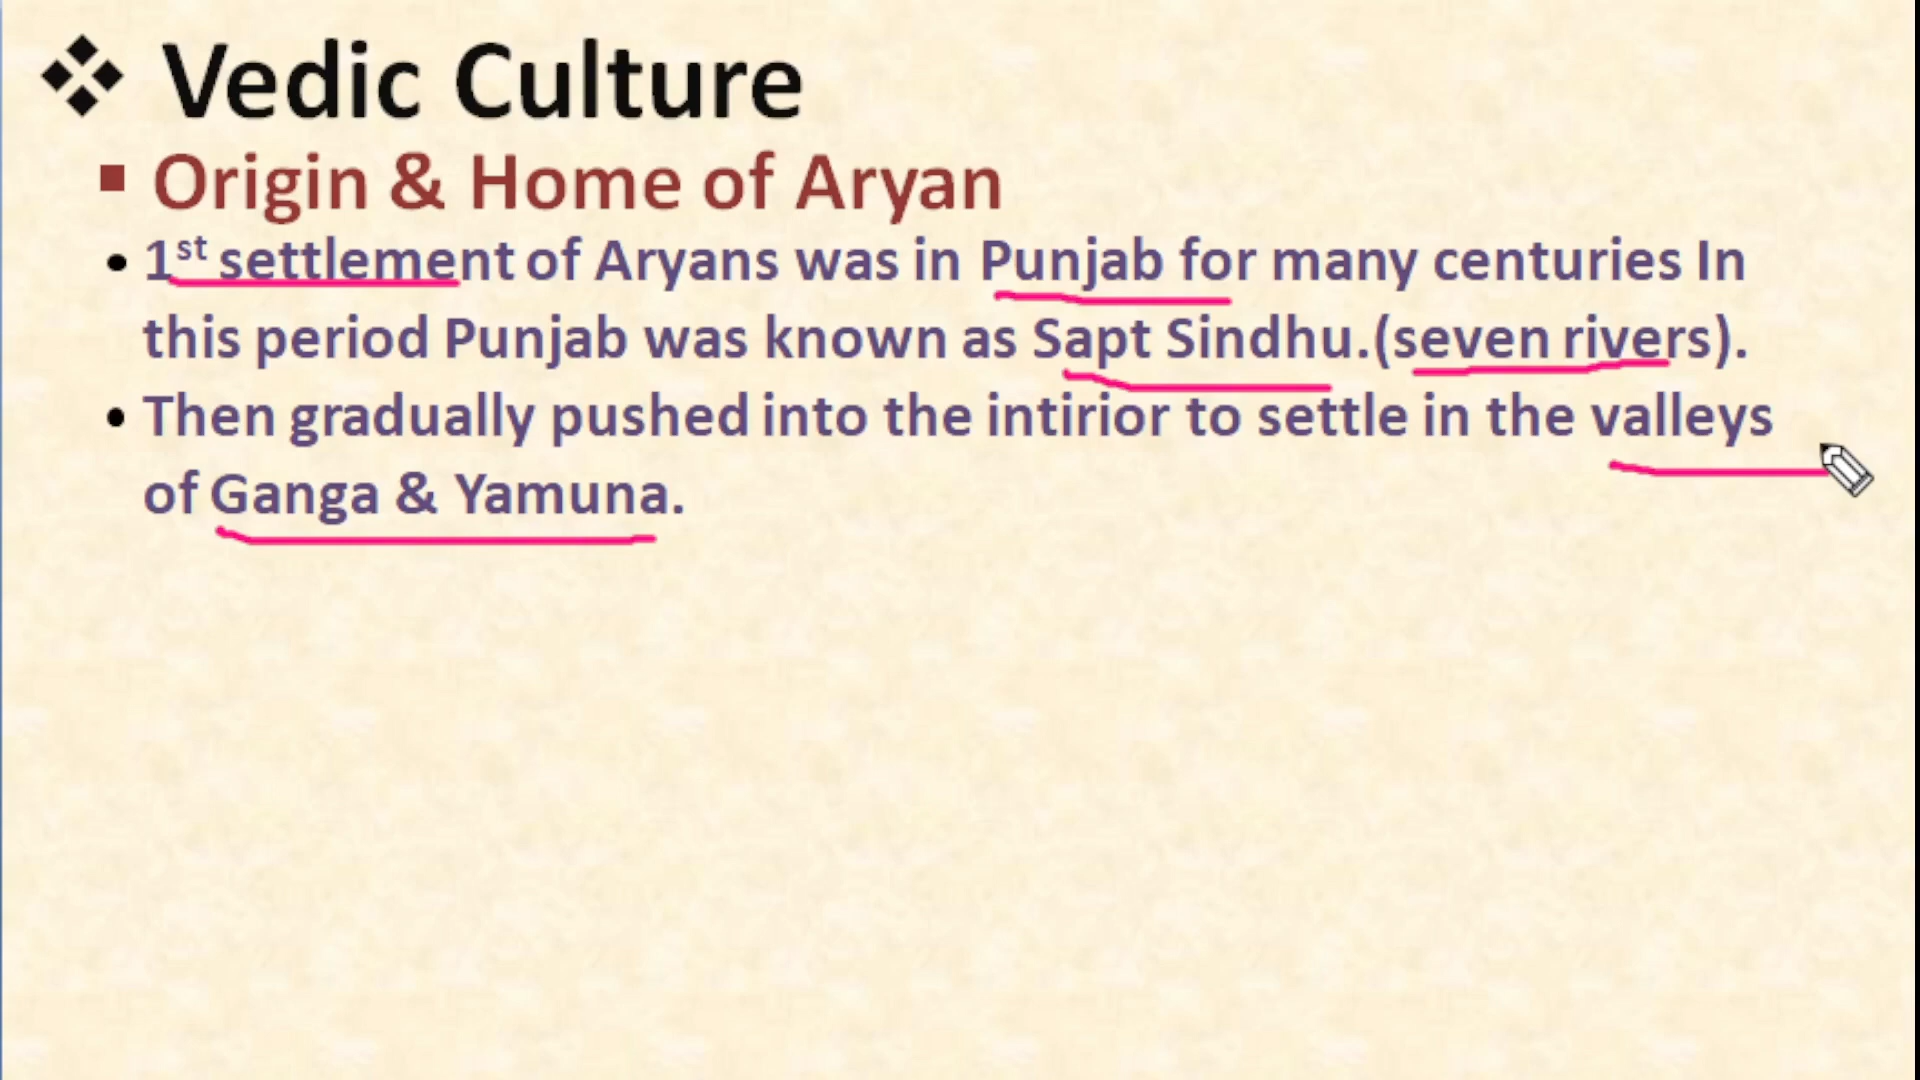 ❖ Vedic Culture
▪ Origin & Home of Aryan
• 1st settlement of Aryans was in Punjab for many centuries In
this period Punjab was known as Sapt Sindhu.(seven rivers).
• Then gradually pushed into the intirior to settle in the valleys
of Ganga & Yamuna.